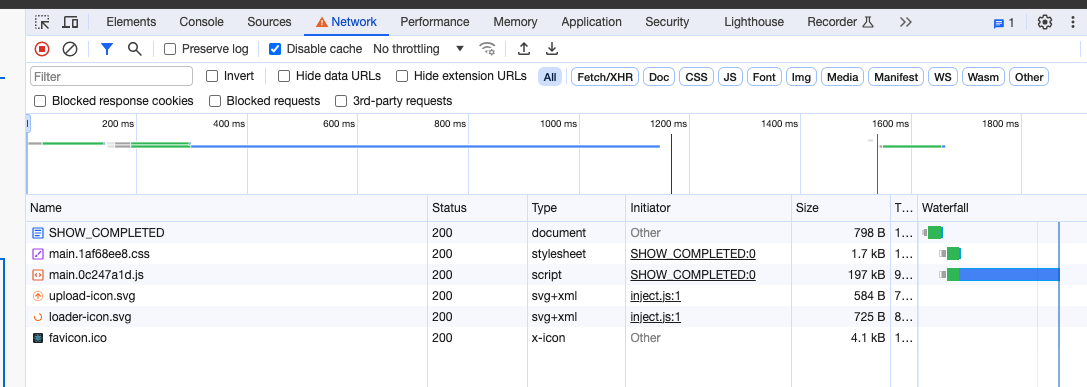 Elements Console Sources Network Performance Memory Application Security Lighthouse Recorder 1
Preserve log Disable cache No throttling
Filter Invert Hide data URLs Hide extension URLs All Fetch/XHR Doc CSS JS Font Img Media Manifest WS Wasm Other
Blocked response cookies Blocked requests 3rd-party requests
200 ms 400 ms 600 ms 800 ms 1000 ms 1200 ms 1400 ms 1600 ms 1800 ms
Name Status Type Initiator Size T... Waterfall
SHOW_COMPLETED 200 document Other 798 B 1...
main.1af68ee8.css 200 stylesheet SHOW_COMPLETED:0 1.7 kB 1...
main.0c247a1d.js 200 script SHOW_COMPLETED:0 197 kB 9...
upload-icon.svg 200 svg+xml inject.js:1 584 B 7...
loader-icon.svg 200 svg+xml inject.js:1 725 B 8...
favicon.ico 200 x-icon Other 4.1 kB 1...